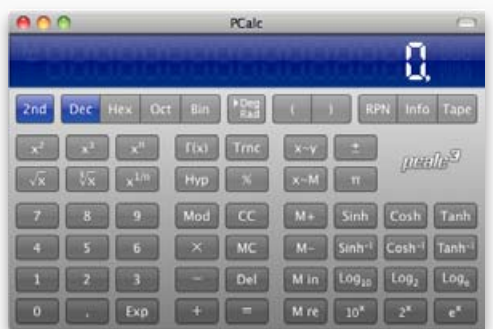 PCalc
0,
2nd Dec Hex Oct Bin ▸Deg Rad ( ) RPN Info Tape
x² x³ xⁿ Γ(x) Trnc x~y ±
√x ∛x x¹/ⁿ Hyp % x~M π pcalc³
7 8 9 Mod CC M+ Sinh Cosh Tanh
4 5 6 × MC M− Sinh⁻¹ Cosh⁻¹ Tanh⁻¹
1 2 3 − Del M in Log₁₀ Log₂ Logₑ
0 , Exp + = M re 10ˣ 2ˣ eˣ